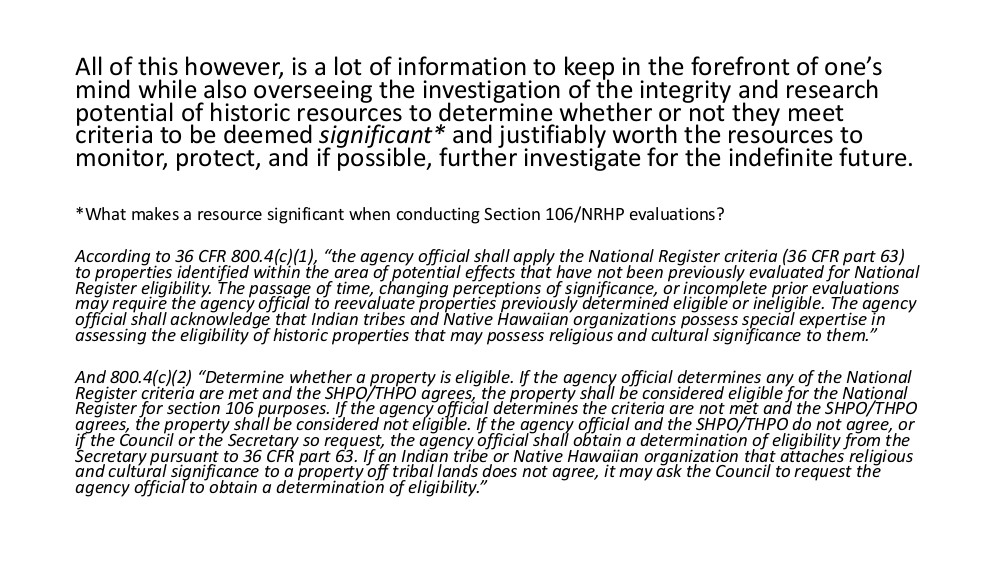 All of this however, is a lot of information to keep in the forefront of one’s
mind while also overseeing the investigation of the integrity and research
potential of historic resources to determine whether or not they meet
criteria to be deemed significant* and justifiably worth the resources to
monitor, protect, and if possible, further investigate for the indefinite future.
*What makes a resource significant when conducting Section 106/NRHP evaluations?
According to 36 CFR 800.4(c)(1), “the agency official shall apply the National Register criteria (36 CFR part 63)
to properties identified within the area of potential effects that have not been previously evaluated for National
Register eligibility. The passage of time, changing perceptions of significance, or incomplete prior evaluations
may require the agency official to reevaluate properties previously determined eligible or ineligible. The agency
official shall acknowledge that Indian tribes and Native Hawaiian organizations possess special expertise in
assessing the eligibility of historic properties that may possess religious and cultural significance to them.”
And 800.4(c)(2) “Determine whether a property is eligible. If the agency official determines any of the National
Register criteria are met and the SHPO/THPO agrees, the property shall be considered eligible for the National
Register for section 106 purposes. If the agency official determines the criteria are not met and the SHPO/THPO
agrees, the property shall be considered not eligible. If the agency official and the SHPO/THPO do not agree, or
if the Council or the Secretary so request, the agency official shall obtain a determination of eligibility from the
Secretary pursuant to 36 CFR part 63. If an Indian tribe or Native Hawaiian organization that attaches religious
and cultural significance to a property off tribal lands does not agree, it may ask the Council to request the
agency official to obtain a determination of eligibility.”